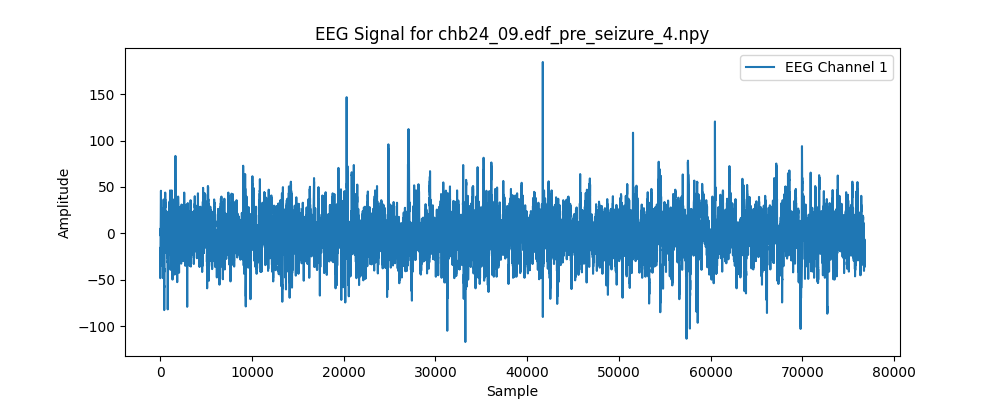 EEG Signal for chb24_09.edf_pre_seizure_4.npy
EEG Channel 1
Amplitude
150
100
50
0
−50
−100
0 10000 20000 30000 40000 50000 60000 70000 80000
Sample